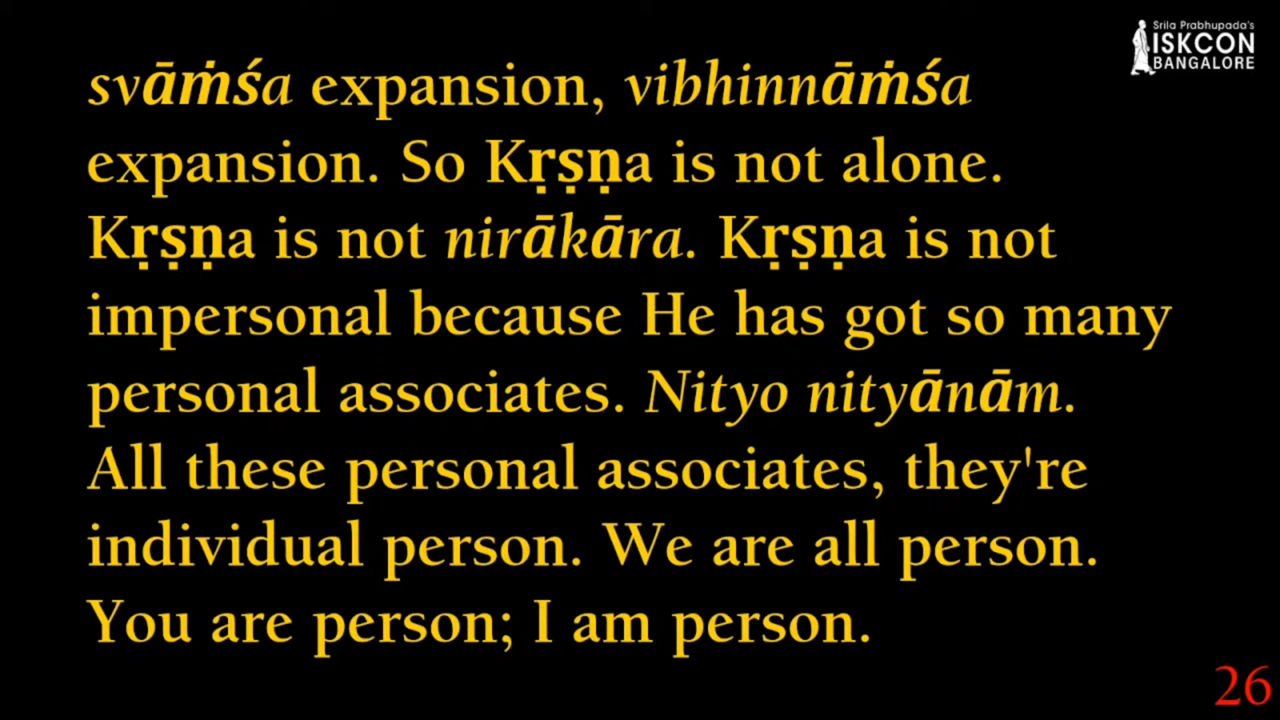 Srila Prabhupada's
ISKCON
BANGALORE
svāṁśa expansion, vibhinnāṁśa
expansion. So Kṛṣṇa is not alone.
Kṛṣṇa is not nirākāra. Kṛṣṇa is not
impersonal because He has got so many
personal associates. Nityo nityānām.
All these personal associates, they're
individual person. We are all person.
You are person; I am person.
26